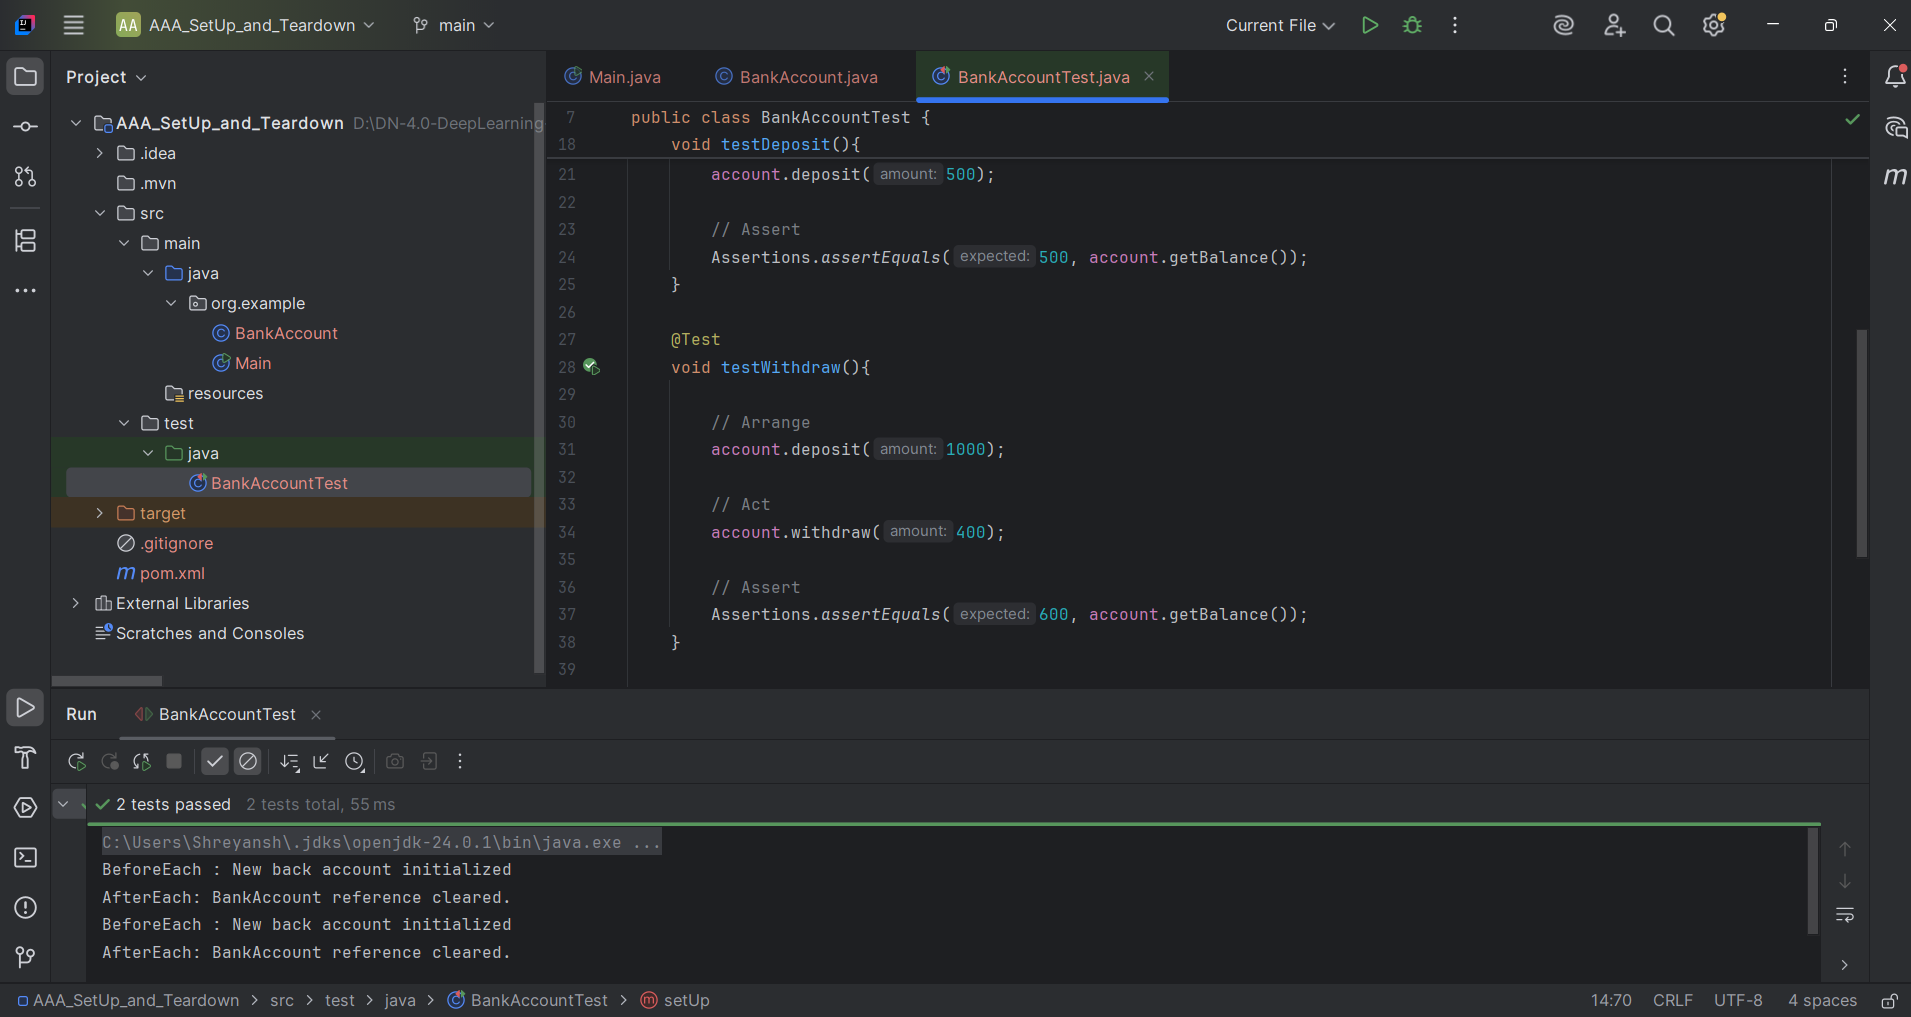 AA AAA_SetUp_and_Teardown main Current File
Project
AAA_SetUp_and_Teardown D:\DN-4.0-DeepLearning
.idea
.mvn
src
main
java
org.example
BankAccount
Main
resources
test
java
BankAccountTest
target
.gitignore
m pom.xml
External Libraries
Scratches and Consoles
Main.java BankAccount.java BankAccountTest.java
7 public class BankAccountTest {
18 void testDeposit(){
21 account.deposit( amount: 500);
22
23 // Assert
24 Assertions.assertEquals( expected: 500, account.getBalance());
25 }
26
27 @Test
28 void testWithdraw(){
29
30 // Arrange
31 account.deposit( amount: 1000);
32
33 // Act
34 account.withdraw( amount: 400);
35
36 // Assert
37 Assertions.assertEquals( expected: 600, account.getBalance());
38 }
39
m
Run BankAccountTest
2 tests passed 2 tests total, 55 ms
C:\Users\Shreyansh\.jdks\openjdk-24.0.1\bin\java.exe ...
BeforeEach : New back account initialized
AfterEach: BankAccount reference cleared.
BeforeEach : New back account initialized
AfterEach: BankAccount reference cleared.
AAA_SetUp_and_Teardown > src > test > java > BankAccountTest > m setUp 14:70 CRLF UTF-8 4 spaces